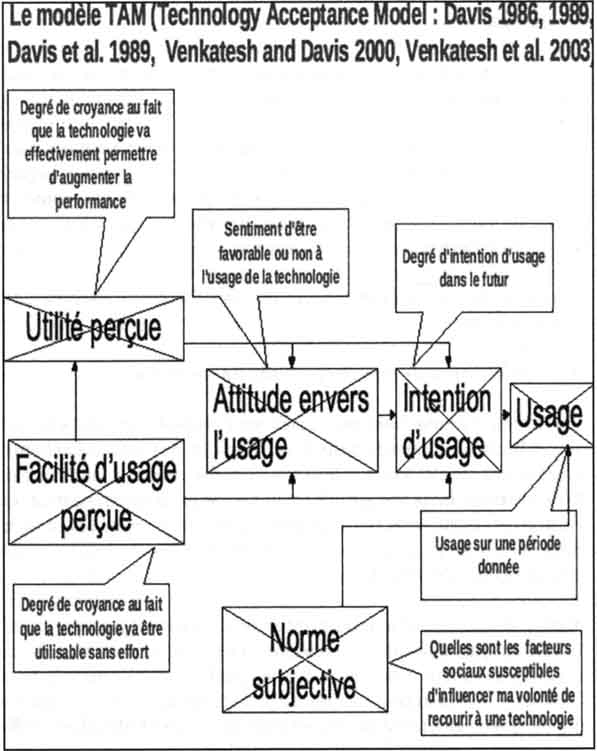 Le modèle TAM (Technology Acceptance Model : Davis 1986, 1989,
Davis et al. 1989, Venkatesh and Davis 2000, Venkatesh et al. 2003)
Degré de croyance au fait
que la technologie va
effectivement permettre
d'augmenter la
performance
Sentiment d'être
favorable ou non à
l'usage de la technologie
Degré d'intention d'usage
dans le futur
Utilité perçue
Attitude envers
l'usage
Intention
d'usage
Usage
Facilité d'usage
perçue
Usage sur une période
donnée
Degré de croyance au fait
que la technologie va être
utilisable sans effort
Norme
subjective
Quelles sont les facteurs
sociaux susceptibles
d'influencer ma volonté de
recourir à une technologie